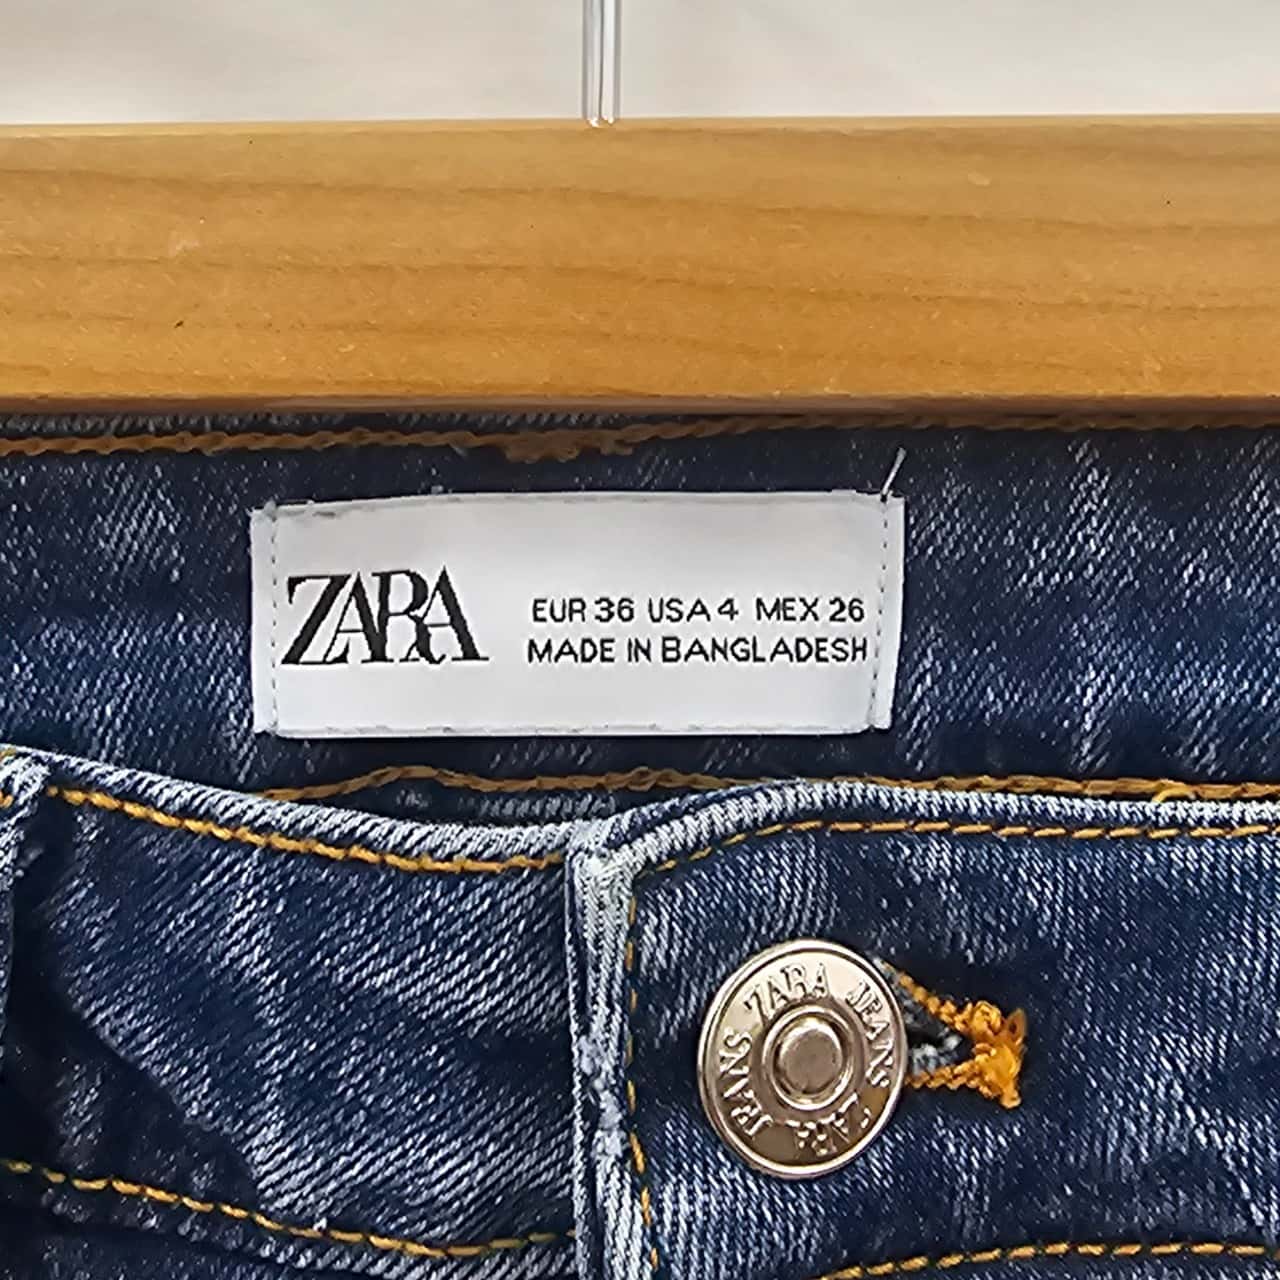 ZARA
EUR 36 USA 4 MEX 26
MADE IN BANGLADESH
ZARA JEANS ZARA JEANS